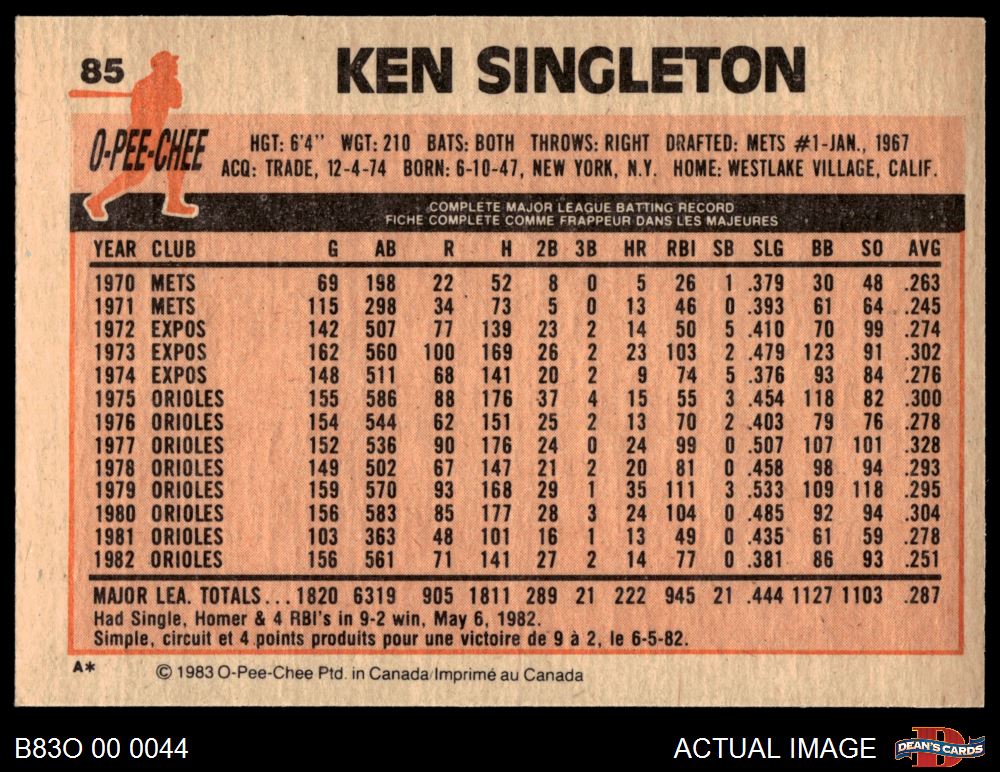 85
KEN SINGLETON
O-PEE-CHEE
HGT: 6'4" WGT: 210 BATS: BOTH THROWS: RIGHT DRAFTED: METS #1-JAN., 1967
ACQ: TRADE, 12-4-74 BORN: 6-10-47, NEW YORK, N.Y. HOME: WESTLAKE VILLAGE, CALIF.
COMPLETE MAJOR LEAGUE BATTING RECORD
FICHE COMPLETE COMME FRAPPEUR DANS LES MAJEURES
YEAR CLUB G AB R H 2B 3B HR RBI SB SLG BB SO AVG
1970 METS 69 198 22 52 8 0 5 26 1 .379 30 48 .263
1971 METS 115 298 34 73 5 0 13 46 0 .393 61 64 .245
1972 EXPOS 142 507 77 139 23 2 14 50 5 .410 70 99 .274
1973 EXPOS 162 560 100 169 26 2 23 103 2 .479 123 91 .302
1974 EXPOS 148 511 68 141 20 2 9 74 5 .376 93 84 .276
1975 ORIOLES 155 586 88 176 37 4 15 55 3 .454 118 82 .300
1976 ORIOLES 154 544 62 151 25 2 13 70 2 .403 79 76 .278
1977 ORIOLES 152 536 90 176 24 0 24 99 0 .507 107 101 .328
1978 ORIOLES 149 502 67 147 21 2 20 81 0 .458 98 94 .293
1979 ORIOLES 159 570 93 168 29 1 35 111 3 .533 109 118 .295
1980 ORIOLES 156 583 85 177 28 3 24 104 0 .485 92 94 .304
1981 ORIOLES 103 363 48 101 16 1 13 49 0 .435 61 59 .278
1982 ORIOLES 156 561 71 141 27 2 14 77 0 .381 86 93 .251
MAJOR LEA. TOTALS...1820 6319 905 1811 289 21 222 945 21 .444 1127 1103 .287
Had Single, Homer & 4 RBI's in 9-2 win, May 6, 1982.
Simple, circuit et 4 points produits pour une victoire de 9 à 2, le 6-5-82.
A* © 1983 O-Pee-Chee Ptd. in Canada/Imprimé au Canada
B83O 00 0044
ACTUAL IMAGE
D
DEAN'S CARDS